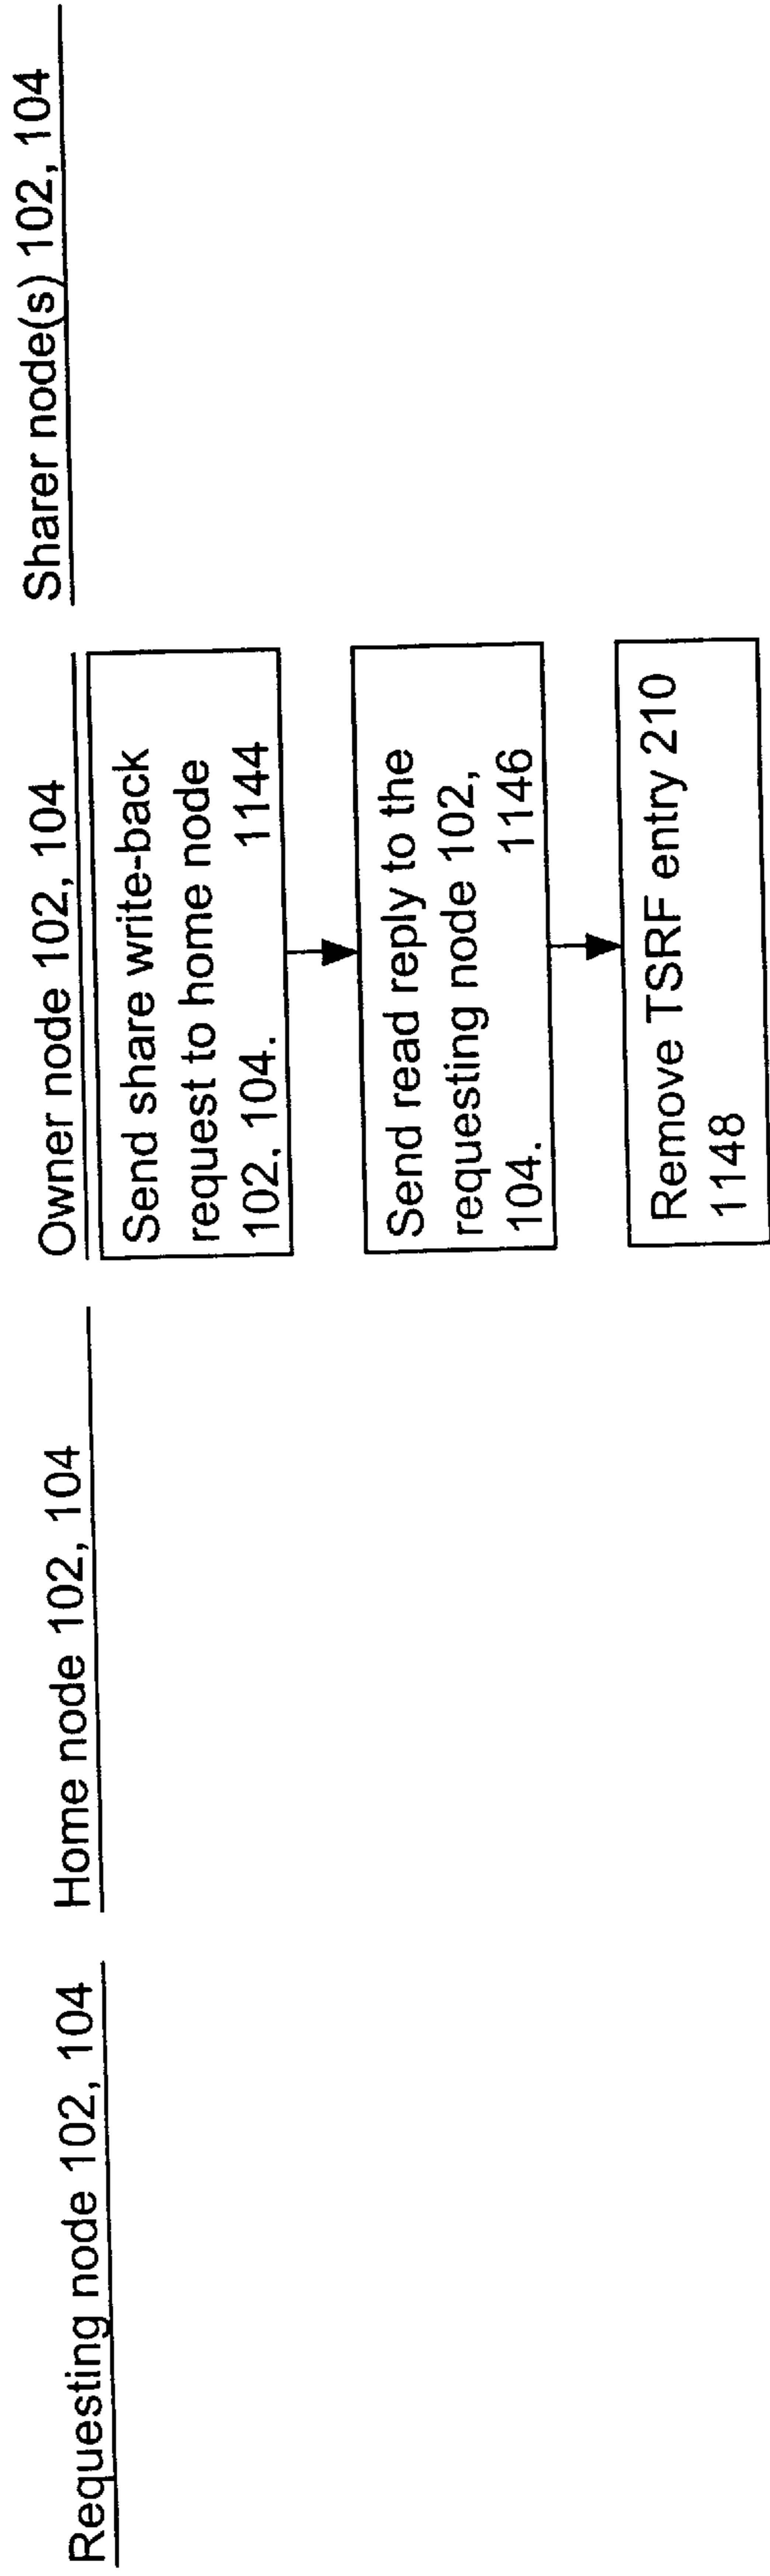 Requesting node 102, 104
Home node 102, 104
Owner node 102, 104
Sharer node(s) 102, 104
Send share write-back
request to home node
102, 104. 1144
Send read reply to the
requesting node 102,
104. 1146
Remove TSRF entry 210
1148